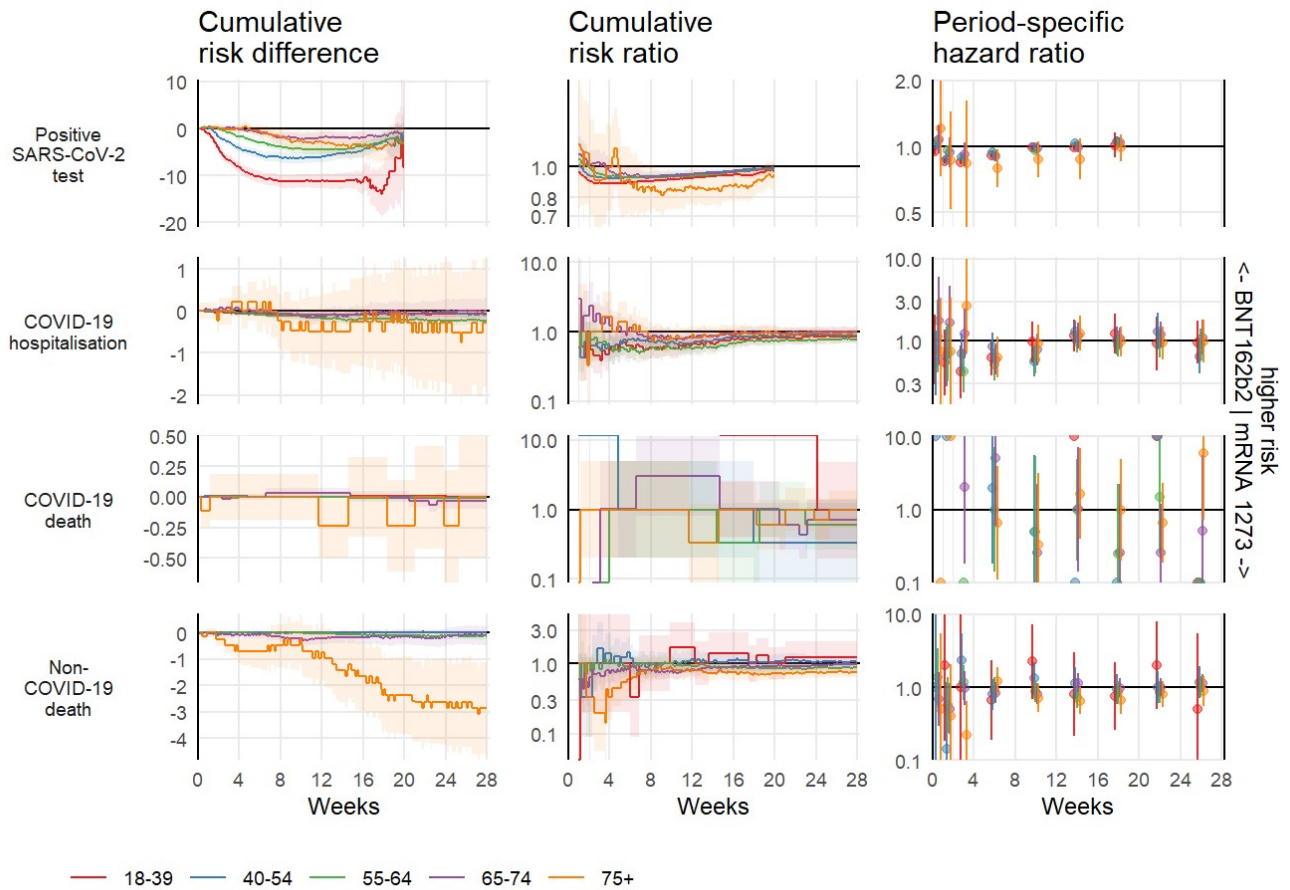 Cumulative
risk difference
Cumulative
risk ratio
Period-specific
hazard ratio
Positive
SARS-CoV-2
test
10
0
-10
-20
1.0
0.8
0.7
2.0
1.0
0.5
COVID-19
hospitalisation
1
0
-1
-2
10.0
1.0
0.1
10.0
3.0
1.0
0.3
COVID-19
death
0.50
0.25
0.00
-0.25
-0.50
10.0
1.0
0.1
10.0
1.0
0.1
Non-
COVID-19
death
0
-1
-2
-3
-4
3.0
1.0
0.3
0.1
10.0
1.0
0.1
0 4 8 12 16 20 24 28
Weeks
0 4 8 12 16 20 24 28
Weeks
0 4 8 12 16 20 24 28
Weeks
higher risk
<- BNT162b2 | mRNA 1273 ->
18-39 40-54 55-64 65-74 75+